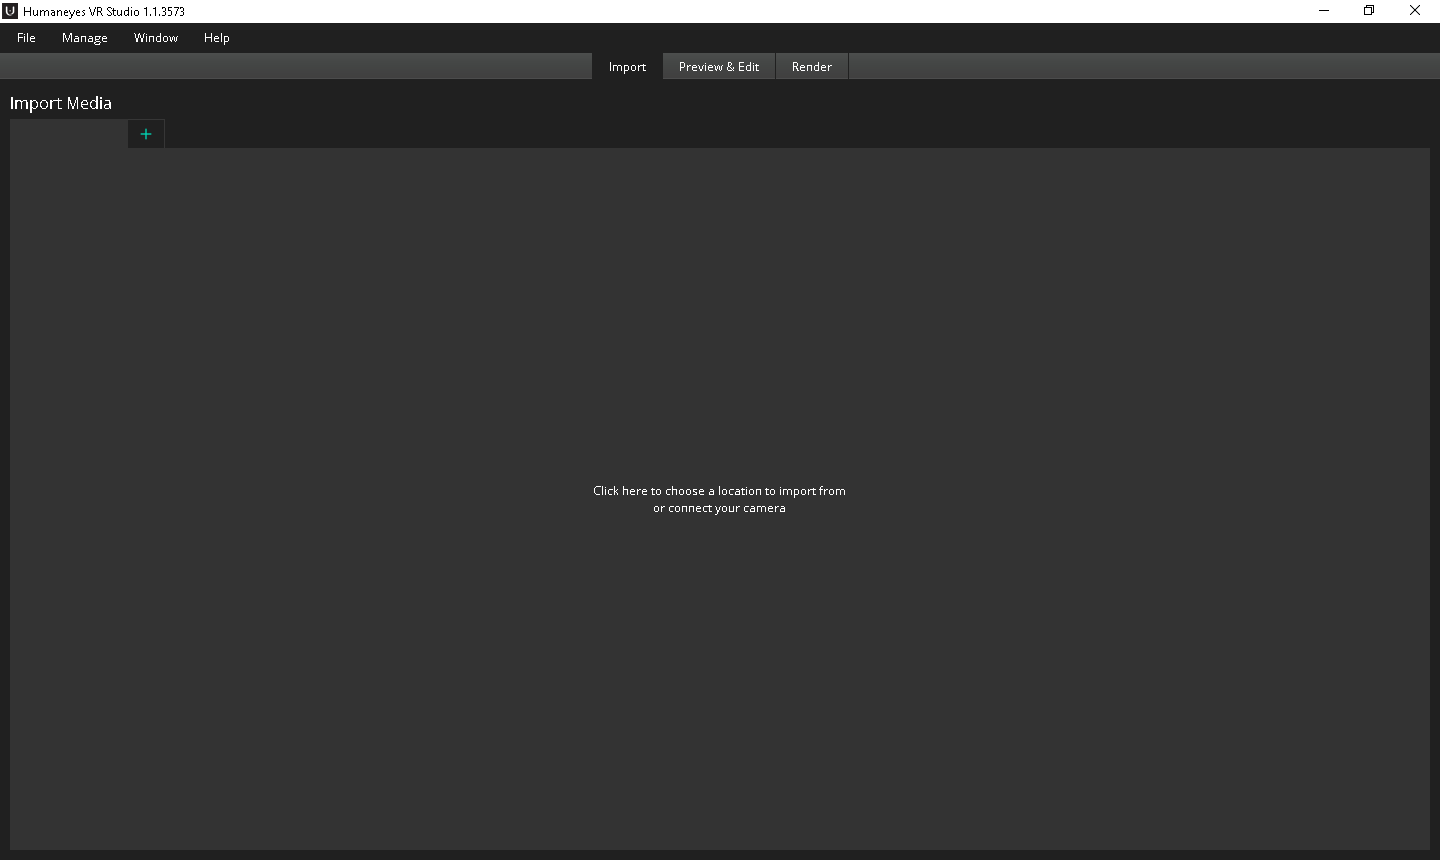 Humaneyes VR Studio 1.1.3573
File Manage Window Help
Import Preview & Edit Render
Import Media
+
Click here to choose a location to import from
or connect your camera